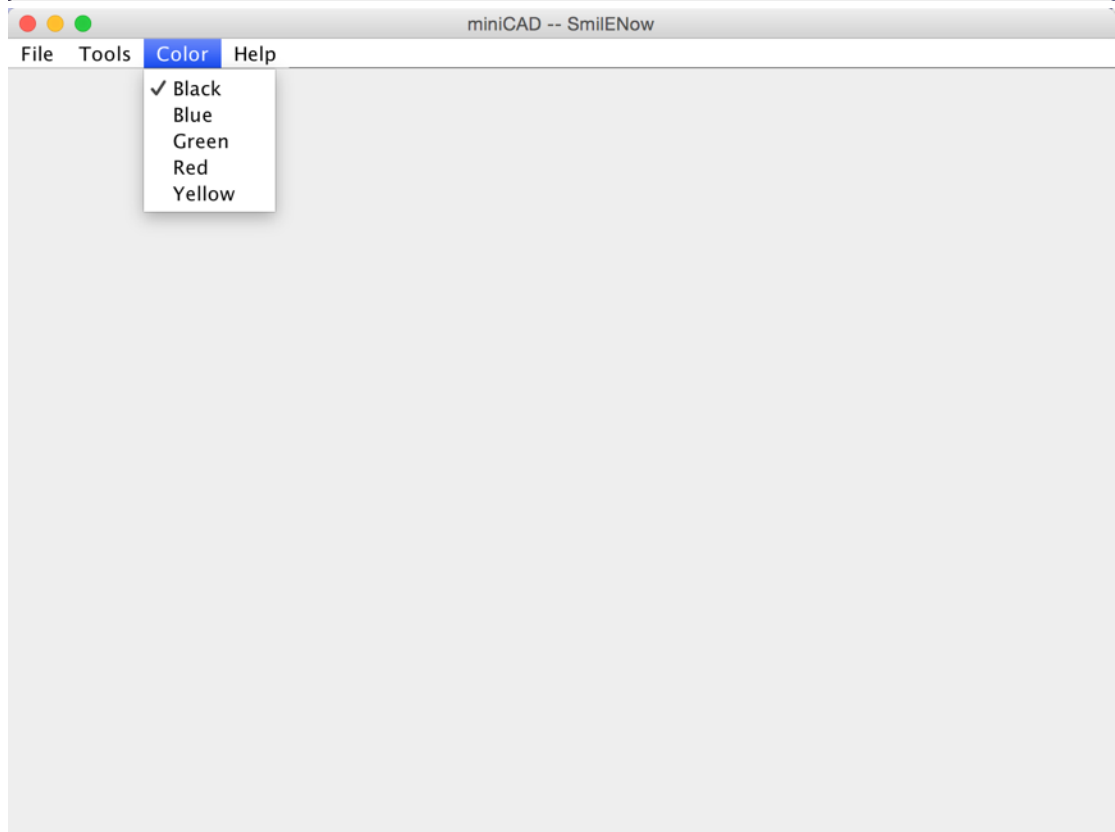 miniCAD -- SmilENow
File Tools Color Help
Black
Blue
Green
Red
Yellow